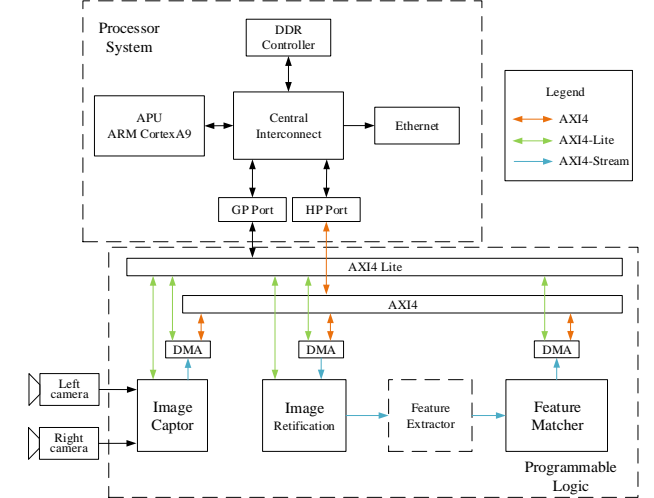 Processor
System
DDR
Controller
APU
ARM CortexA9
Central
Interconnect
Ethernet
GP Port
HP Port
Legend
AXI4
AXI4-Lite
AXI4-Stream
AXI4 Lite
AXI4
DMA
DMA
DMA
Left
camera
Right
camera
Image
Captor
Image
Retification
Feature
Extractor
Feature
Matcher
Programmable
Logic